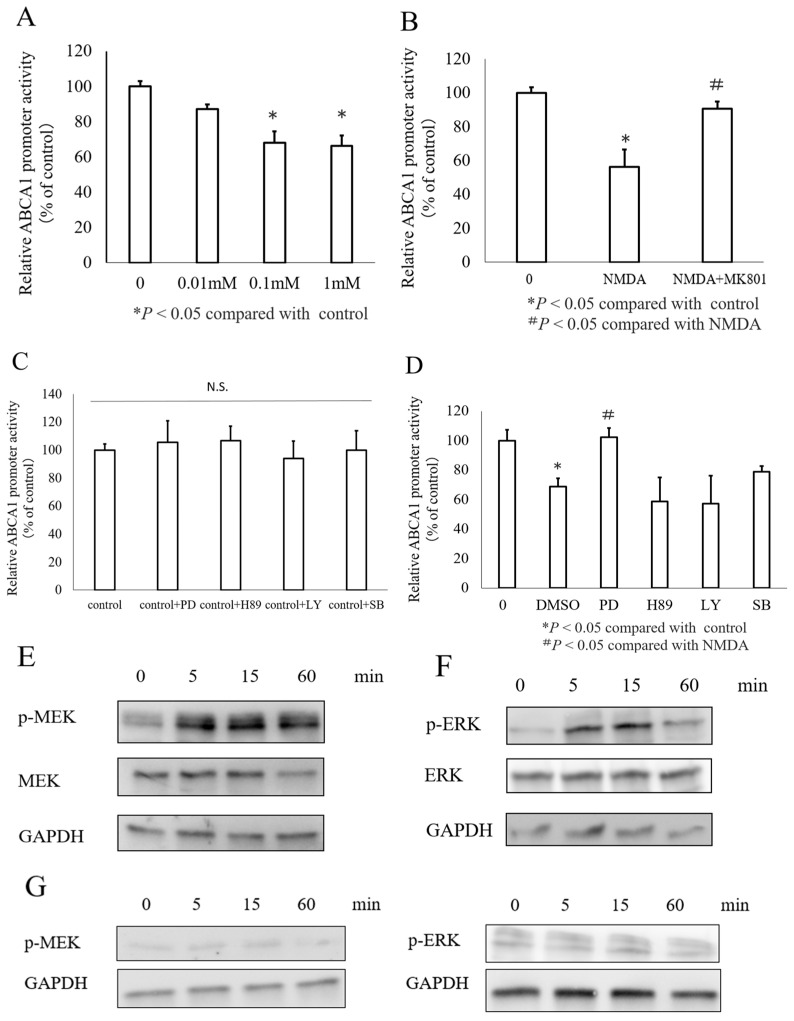 A
Relative ABCA1 promoter activity
(% of control)
120
100
80
60
40
20
0
*
*
0
0.01mM
0.1mM
1mM
*P < 0.05 compared with control
B
Relative ABCA1 promoter activity
(% of control)
120
100
80
60
40
20
0
*
#
0
NMDA
NMDA+MK801
*P < 0.05 compared with control
#P < 0.05 compared with NMDA
C
Relative ABCA1 promoter activity
(% of control)
140
120
100
80
60
40
20
0
N.S.
control
control+PD
control+H89
control+LY
control+SB
D
Relative ABCA1 promoter activity
(% of control)
120
100
80
60
40
20
0
*
#
0
DMSO
PD
H89
LY
SB
*P < 0.05 compared with control
#P < 0.05 compared with NMDA
E
0 5 15 60 min
p-MEK
MEK
GAPDH
F
0 5 15 60 min
p-ERK
ERK
GAPDH
G
0 5 15 60 min
p-MEK
GAPDH
0 5 15 60 min
p-ERK
GAPDH